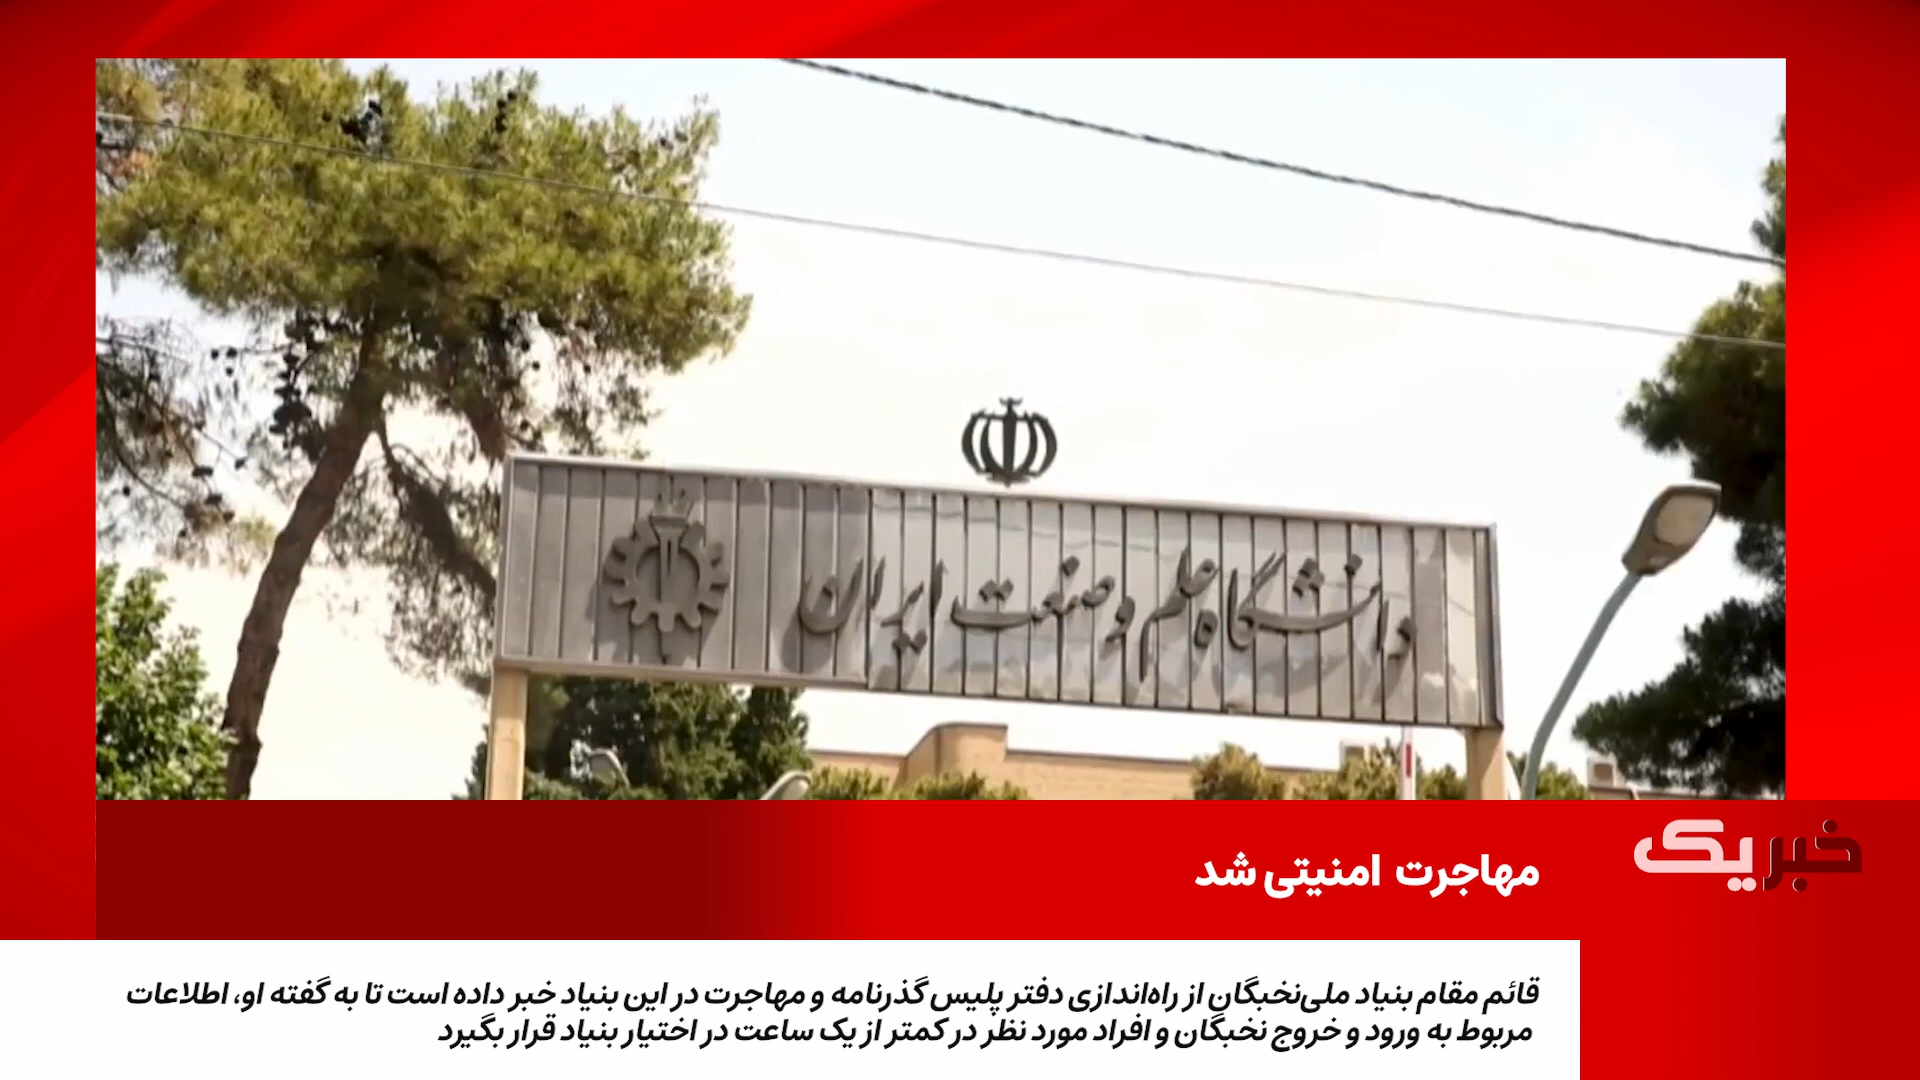 دانشگاه علم و صنعت ایران
خبریک
مهاجرت امنیتی شد
قائم مقام بنیاد ملی‌نخبگان از راه‌اندازی دفتر پلیس گذرنامه و مهاجرت در این بنیاد خبر داده است تا به گفته او، اطلاعات
مربوط به ورود و خروج نخبگان و افراد مورد نظر در کمتر از یک ساعت در اختیار بنیاد قرار بگیرد